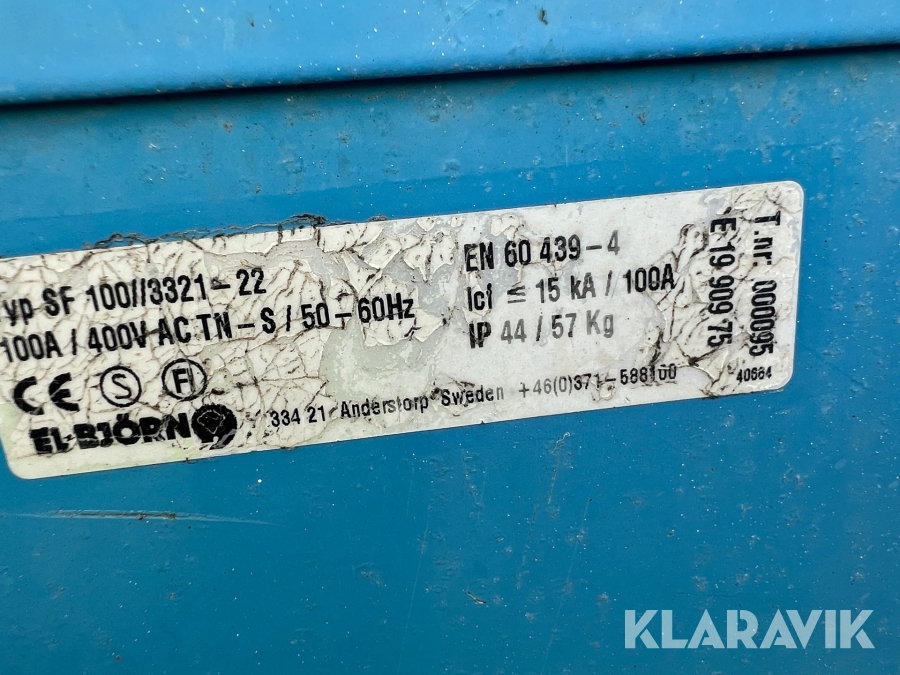 yp SF 100//3321-22
100A / 400V AC TN-S / 50-60Hz
CE S FI
EL-BJÖRN
334 21 Anderstorp Sweden +46(0)371-588100
EN 60 439-4
Icf ≤ 15 kA / 100A
IP 44 / 57 Kg
T.nr. 000095
E 19 909 75
40684
KLARAVIK